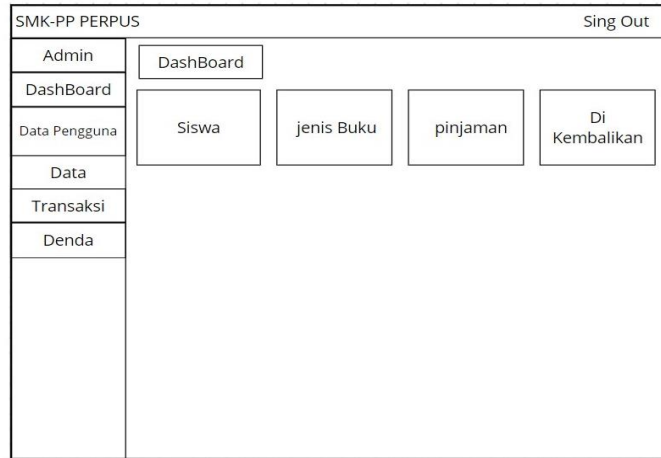 SMK-PP PERPUS
Sing Out
Admin
DashBoard
Data Pengguna
Data
Transaksi
Denda
DashBoard
Siswa
jenis Buku
pinjaman
Di
Kembalikan